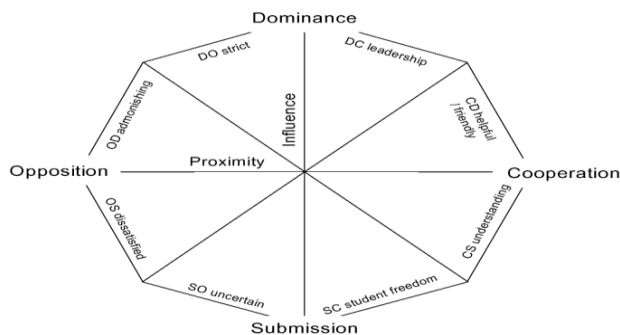 Dominance
DO strict
DC leadership
OD admonishing
Influence
CD helpful
/ friendly
Proximity
Opposition
Cooperation
OS dissatisfied
CS understanding
SO uncertain
SC student freedom
Submission